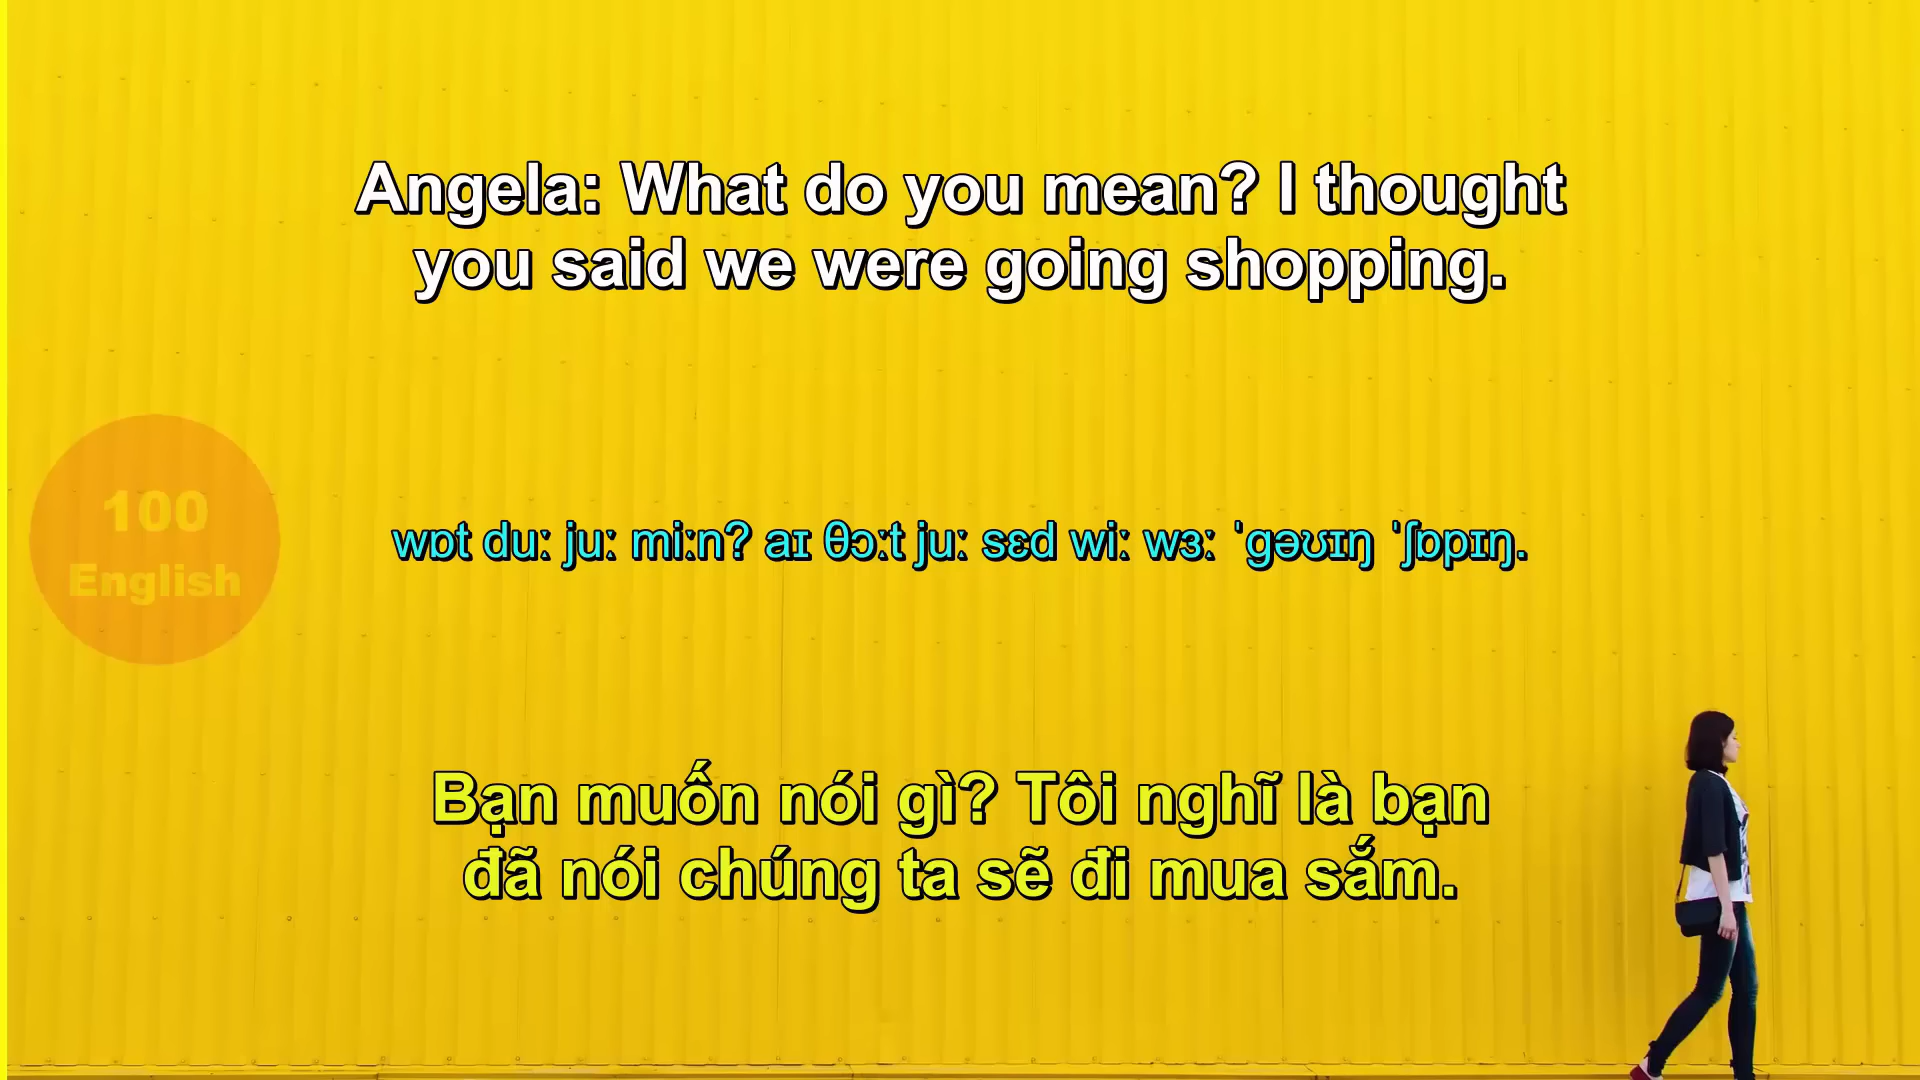 Angela: What do you mean? I thought
you said we were going shopping.
100
English
wɒt duː juː miːn? aɪ θɔːt juː sɛd wiː wɜː ˈgəʊɪŋ ˈʃɒpɪŋ.
Bạn muốn nói gì? Tôi nghĩ là bạn
đã nói chúng ta sẽ đi mua sắm.